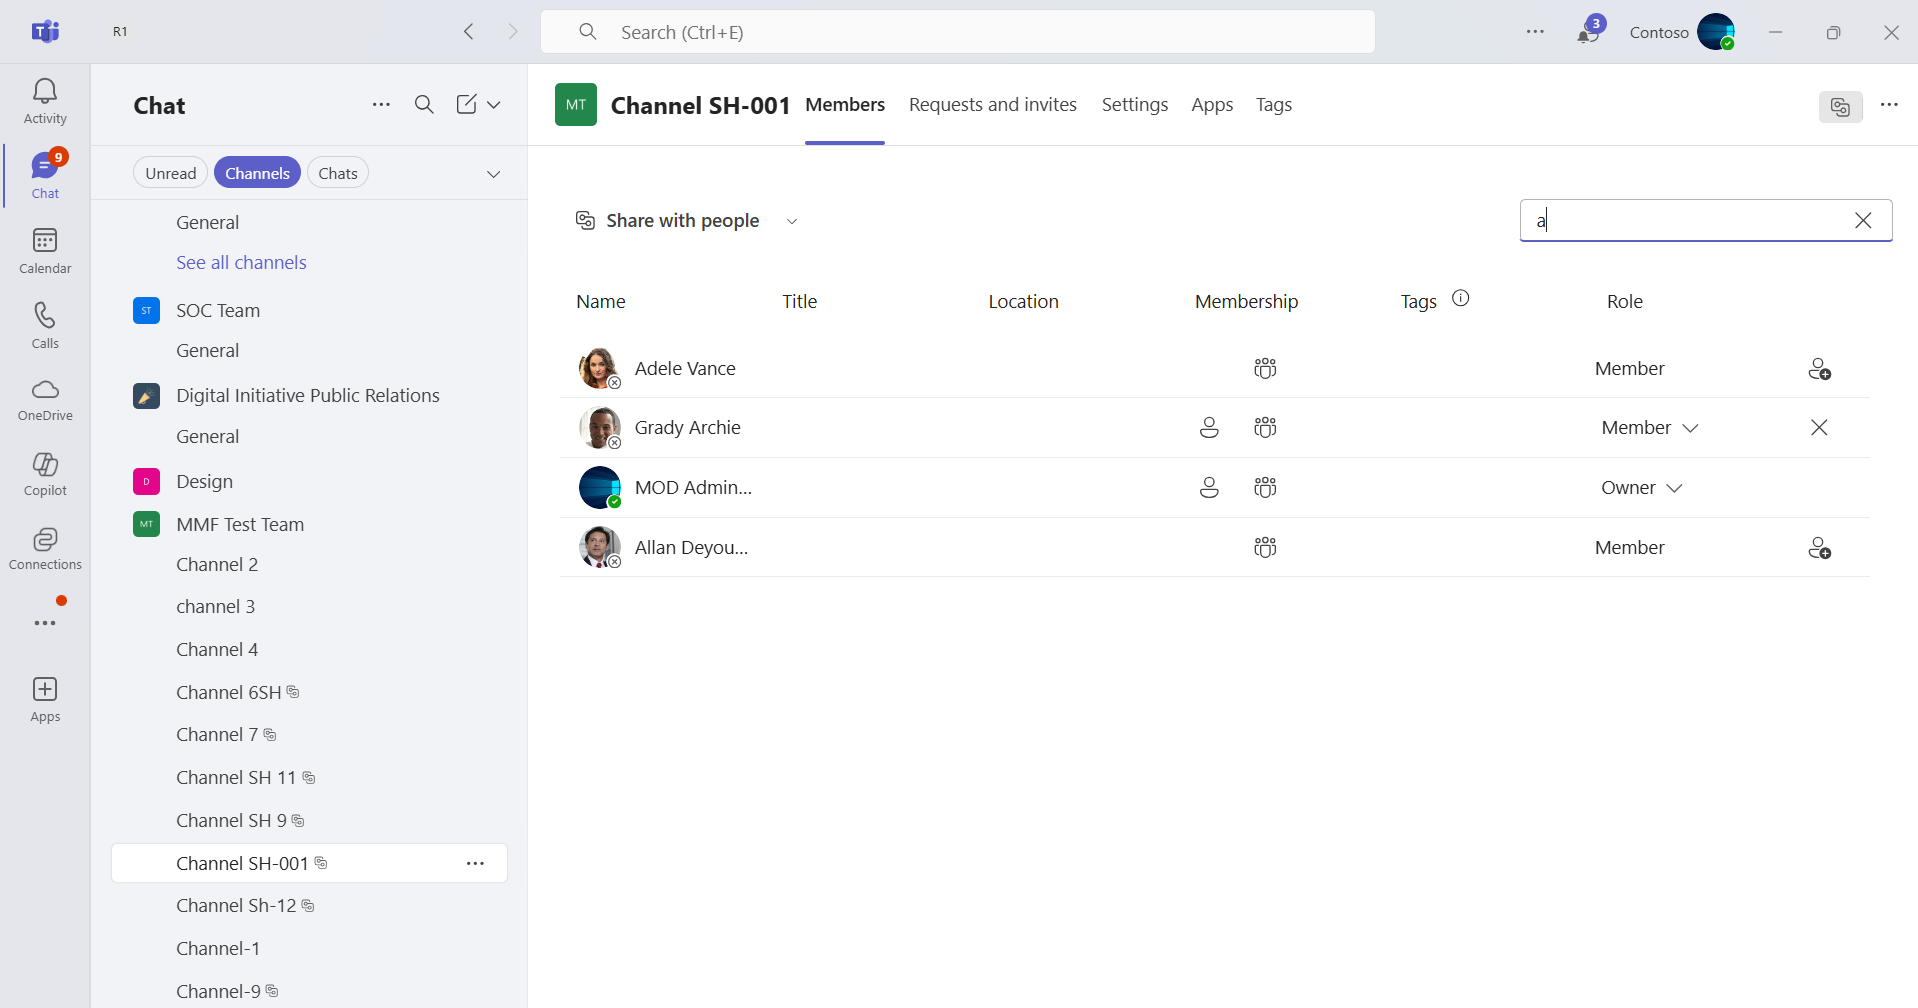 R1
Search (Ctrl+E)
3
Contoso
Activity
9
Chat
Calendar
Calls
OneDrive
Copilot
Connections
Apps
Chat
Unread
Channels
Chats
General
See all channels
ST
SOC Team
General
Digital Initiative Public Relations
General
D
Design
MT
MMF Test Team
Channel 2
channel 3
Channel 4
Channel 6SH
Channel 7
Channel SH 11
Channel SH 9
Channel SH-001
Channel Sh-12
Channel-1
Channel-9
MT
Channel SH-001
Members
Requests and invites
Settings
Apps
Tags
Share with people
a
Name Title Location Membership Tags Role
Adele Vance Member
Grady Archie Member
MOD Admin... Owner
Allan Deyou... Member